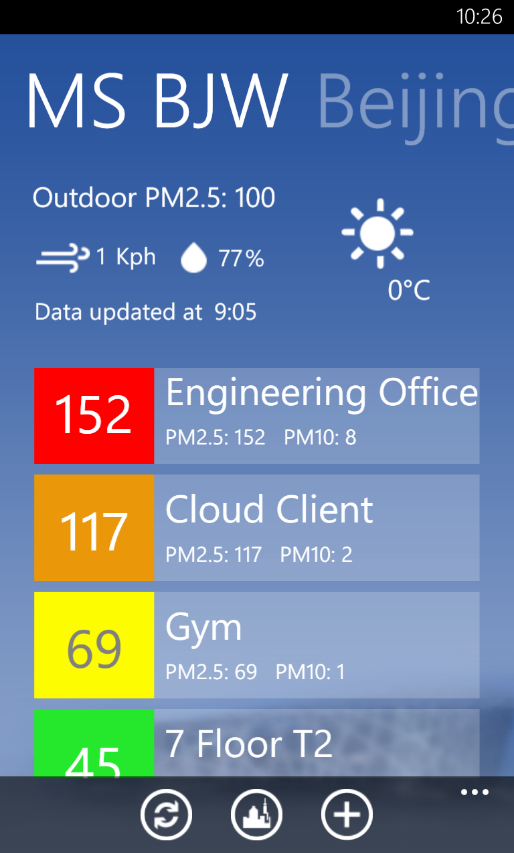 10:26
MS BJW Beijing
Outdoor PM2.5: 100
1 Kph 77%
0°C
Data updated at 9:05
152
Engineering Office
PM2.5: 152 PM10: 8
117
Cloud Client
PM2.5: 117 PM10: 2
69
Gym
PM2.5: 69 PM10: 1
45
7 Floor T2